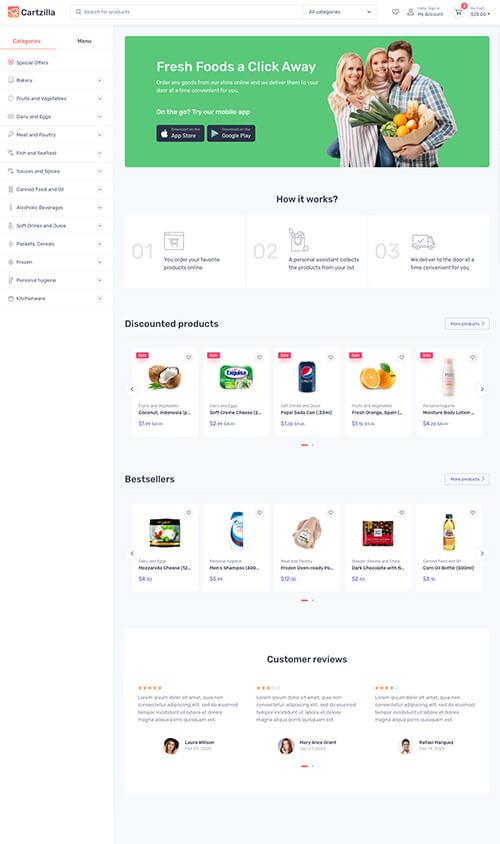 Cartzilla
Search for products
All categories
Hello, Sign in
My Account
3
My Cart
$25.00
Categories
Menu
Special Offers
Bakery
Fruits and Vegetables
Dairy and Eggs
Meat and Poultry
Fish and Seafood
Sauces and Spices
Canned Food and Oil
Alcoholic Beverages
Soft Drinks and Juice
Packets, Cereals
Frozen
Personal hygiene
Kitchenware
Fresh Foods a Click Away
Order any goods from our store online and we deliver them to your
door at a time convenient for you.
On the go? Try our mobile app
Download on the
App Store
Download on the
Google Play
How it works?
01
You order your favorite
products online
02
A personal assistant collects
the products from your list
03
We deliver to the door at a
time convenient for you
Discounted products
More products
Sale
Fruits and Vegetables
Coconut, Indonesia (p...
$1.99
Sale
Exquisa
Dairy and Eggs
Soft Creme Cheese (2...
$2.99
Sale
pepsi
Soft Drinks and Juice
Pepsi Soda Can (.33ml)
$1.00 $1.25
Sale
Fruits and Vegetables
Fresh Orange, Spain (...
$1.15
Sale
Personal hygiene
Moisture Body Lotion ...
$4.20
Bestsellers
More products
Dairy and Eggs
Mozzarella Cheese (12...
$4.30
Personal hygiene
Men's Shampoo (400...
$5.99
Meat and Poultry
Frozen Oven-ready Po...
$12.00
Snacks, Sweets and Chips
Dark Chocolate with N...
$2.50
Canned Food and Oil
Corn Oil Bottle (500ml)
$3.10
Customer reviews
Lorem ipsum dolor sit amet, quia non
consectetur adipiscing elit, sed do eiusmod
tempor incididunt ut labore et dolore
magna aliqua porro quisquam est.
Laura Willson
Feb 05, 2020
Lorem ipsum dolor sit amet, quia non
consectetur adipiscing elit, sed do eiusmod
tempor incididunt ut labore et dolore
magna aliqua porro quisquam est.
Mary Alice Grant
Jan 27, 2020
Lorem ipsum dolor sit amet, quia non
consectetur adipiscing elit, sed do eiusmod
tempor incididunt ut labore et dolore
magna aliqua porro quisquam est.
Rafael Marquez
Dec 19, 2019